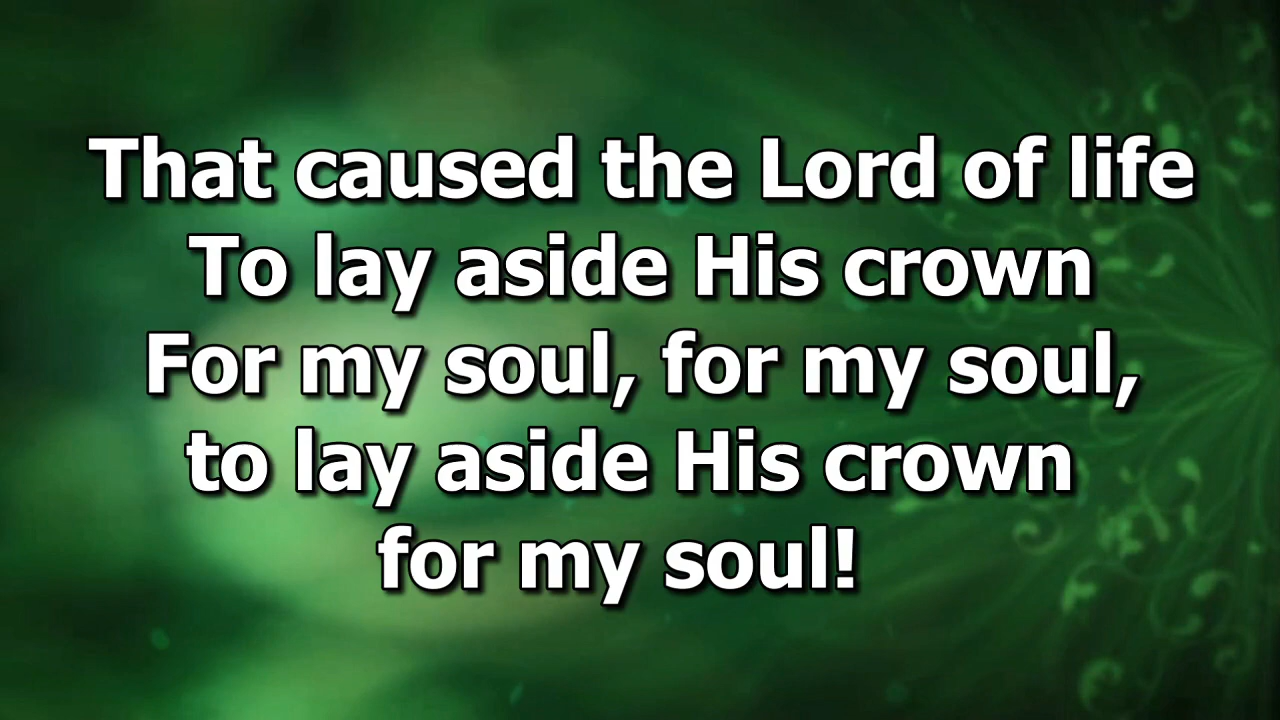 That caused the Lord of life
To lay aside His crown
For my soul, for my soul,
to lay aside His crown
for my soul!